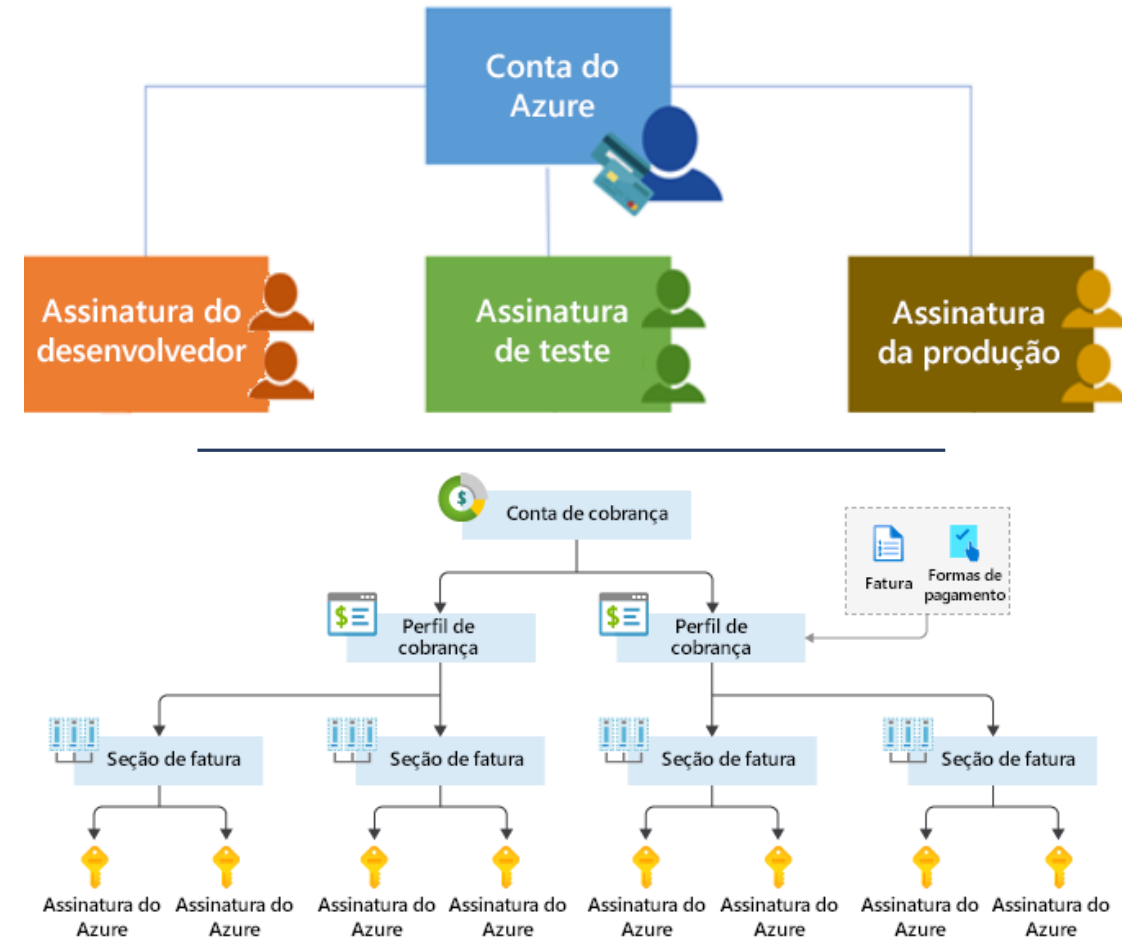 Conta do
Azure
Assinatura do
desenvolvedor
Assinatura
de teste
Assinatura
da produção
Conta de cobrança
$
Fatura
Formas de
pagamento
$
Perfil de
cobrança
$
Perfil de
cobrança
Seção de fatura
Seção de fatura
Seção de fatura
Seção de fatura
Assinatura do
Azure
Assinatura do
Azure
Assinatura do
Azure
Assinatura do
Azure
Assinatura do
Azure
Assinatura do
Azure
Assinatura do
Azure
Assinatura do
Azure